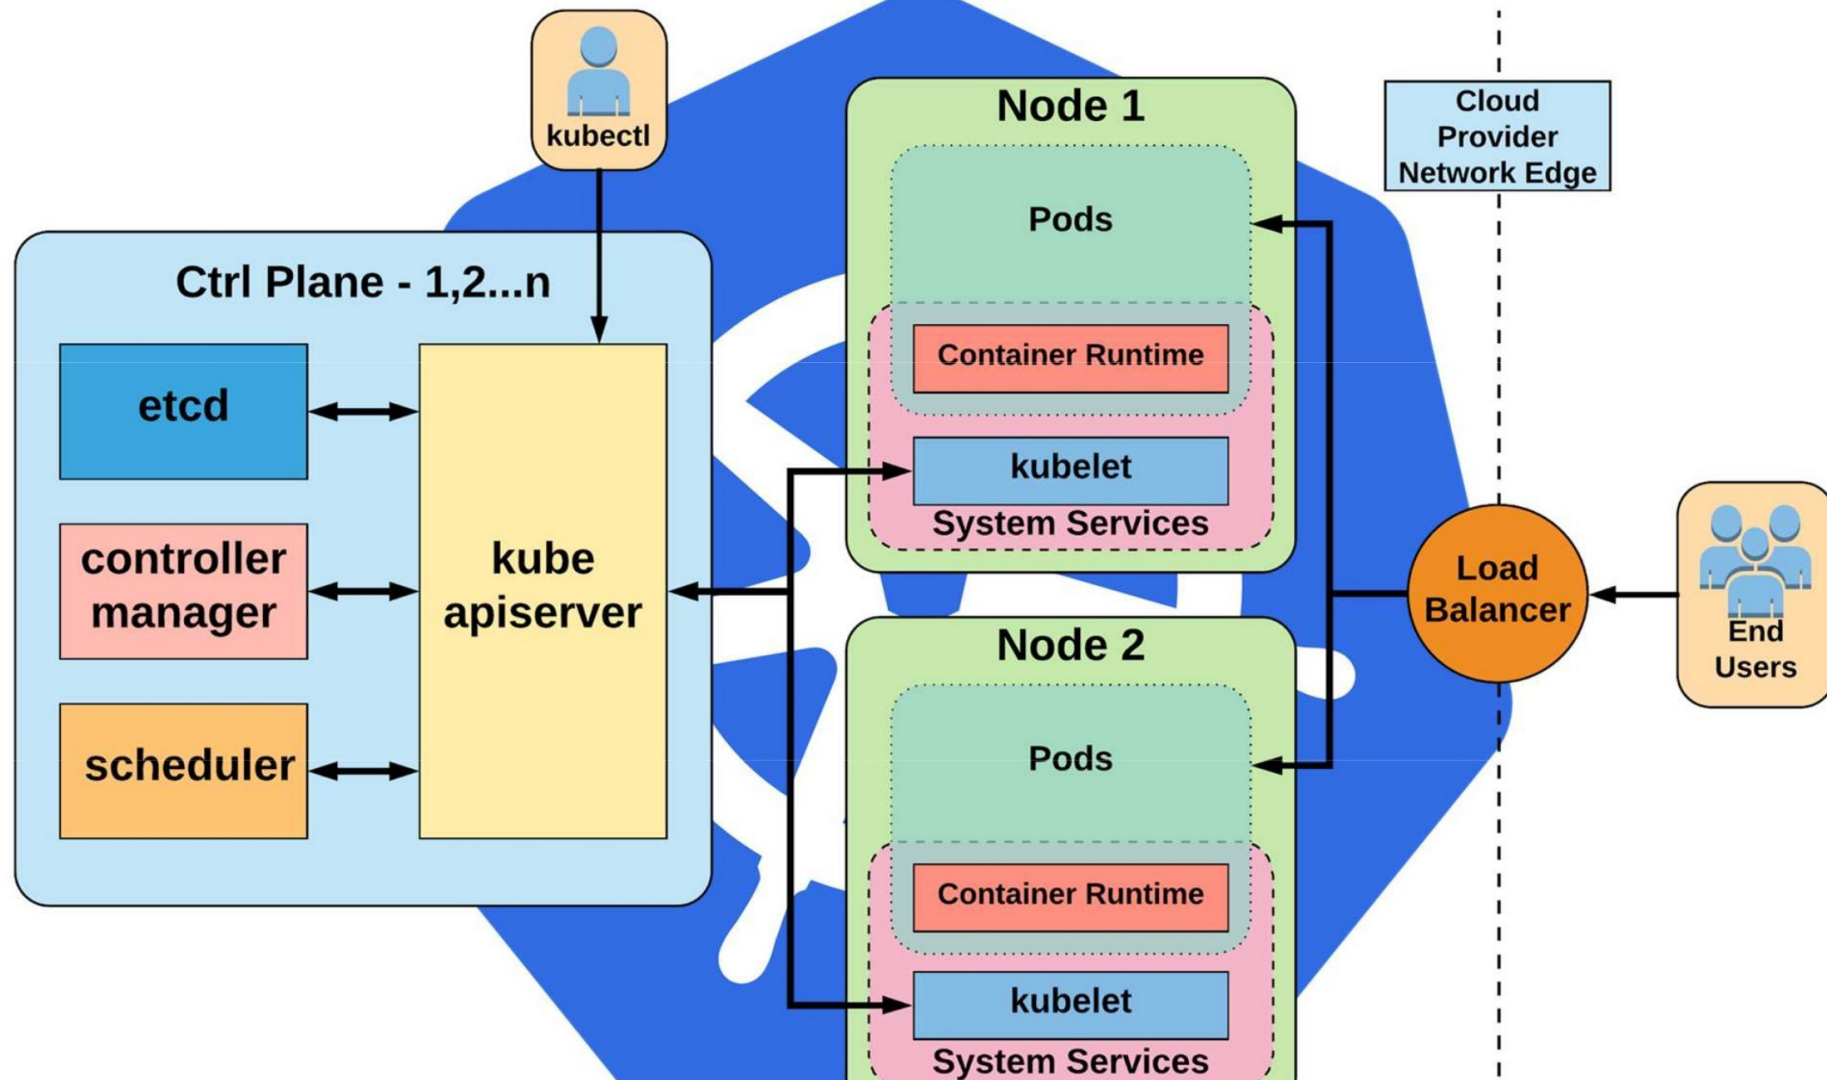 kubectl
Ctrl Plane - 1,2...n
etcd
controller
manager
scheduler
kube
apiserver
Node 1
Pods
Container Runtime
kubelet
System Services
Node 2
Pods
Container Runtime
kubelet
System Services
Cloud
Provider
Network Edge
Load
Balancer
End
Users